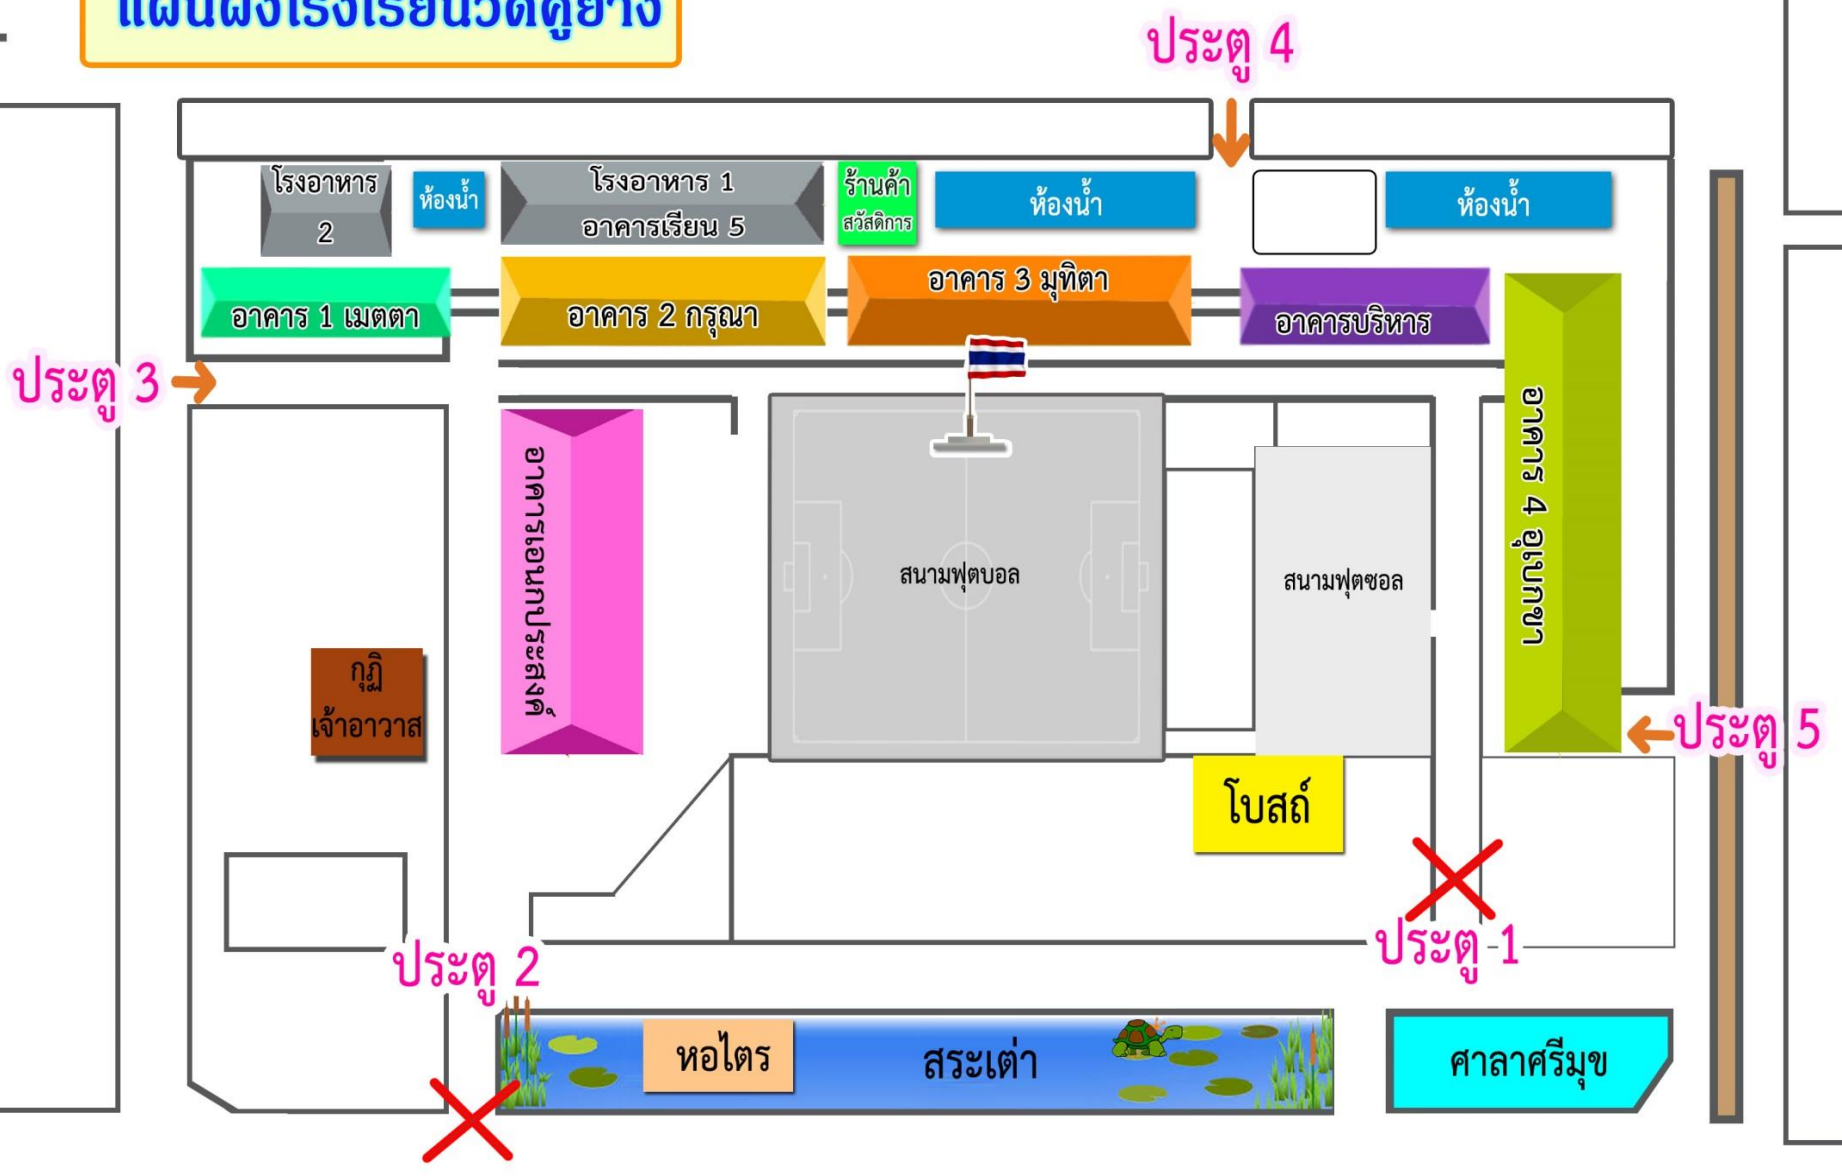 แผนผังโรงเรียนวัดคูยาง
ประตู 4
โรงอาหาร
2
ห้องน้ำ
โรงอาหาร 1
อาคารเรียน 5
ร้านค้า
สวัสดิการ
ห้องน้ำ
ห้องน้ำ
อาคาร 1 เมตตา
อาคาร 2 กรุณา
อาคาร 3 มุทิตา
อาคารบริหาร
ประตู 3
อาคารเอนกประสงค์
สนามฟุตบอล
สนามฟุตซอล
อาคาร 4 อุเบกขา
กุฏิ
เจ้าอาวาส
ประตู 5
โบสถ์
ประตู 2
ประตู 1
หอไตร
สระเต่า
ศาลาศรีมุข